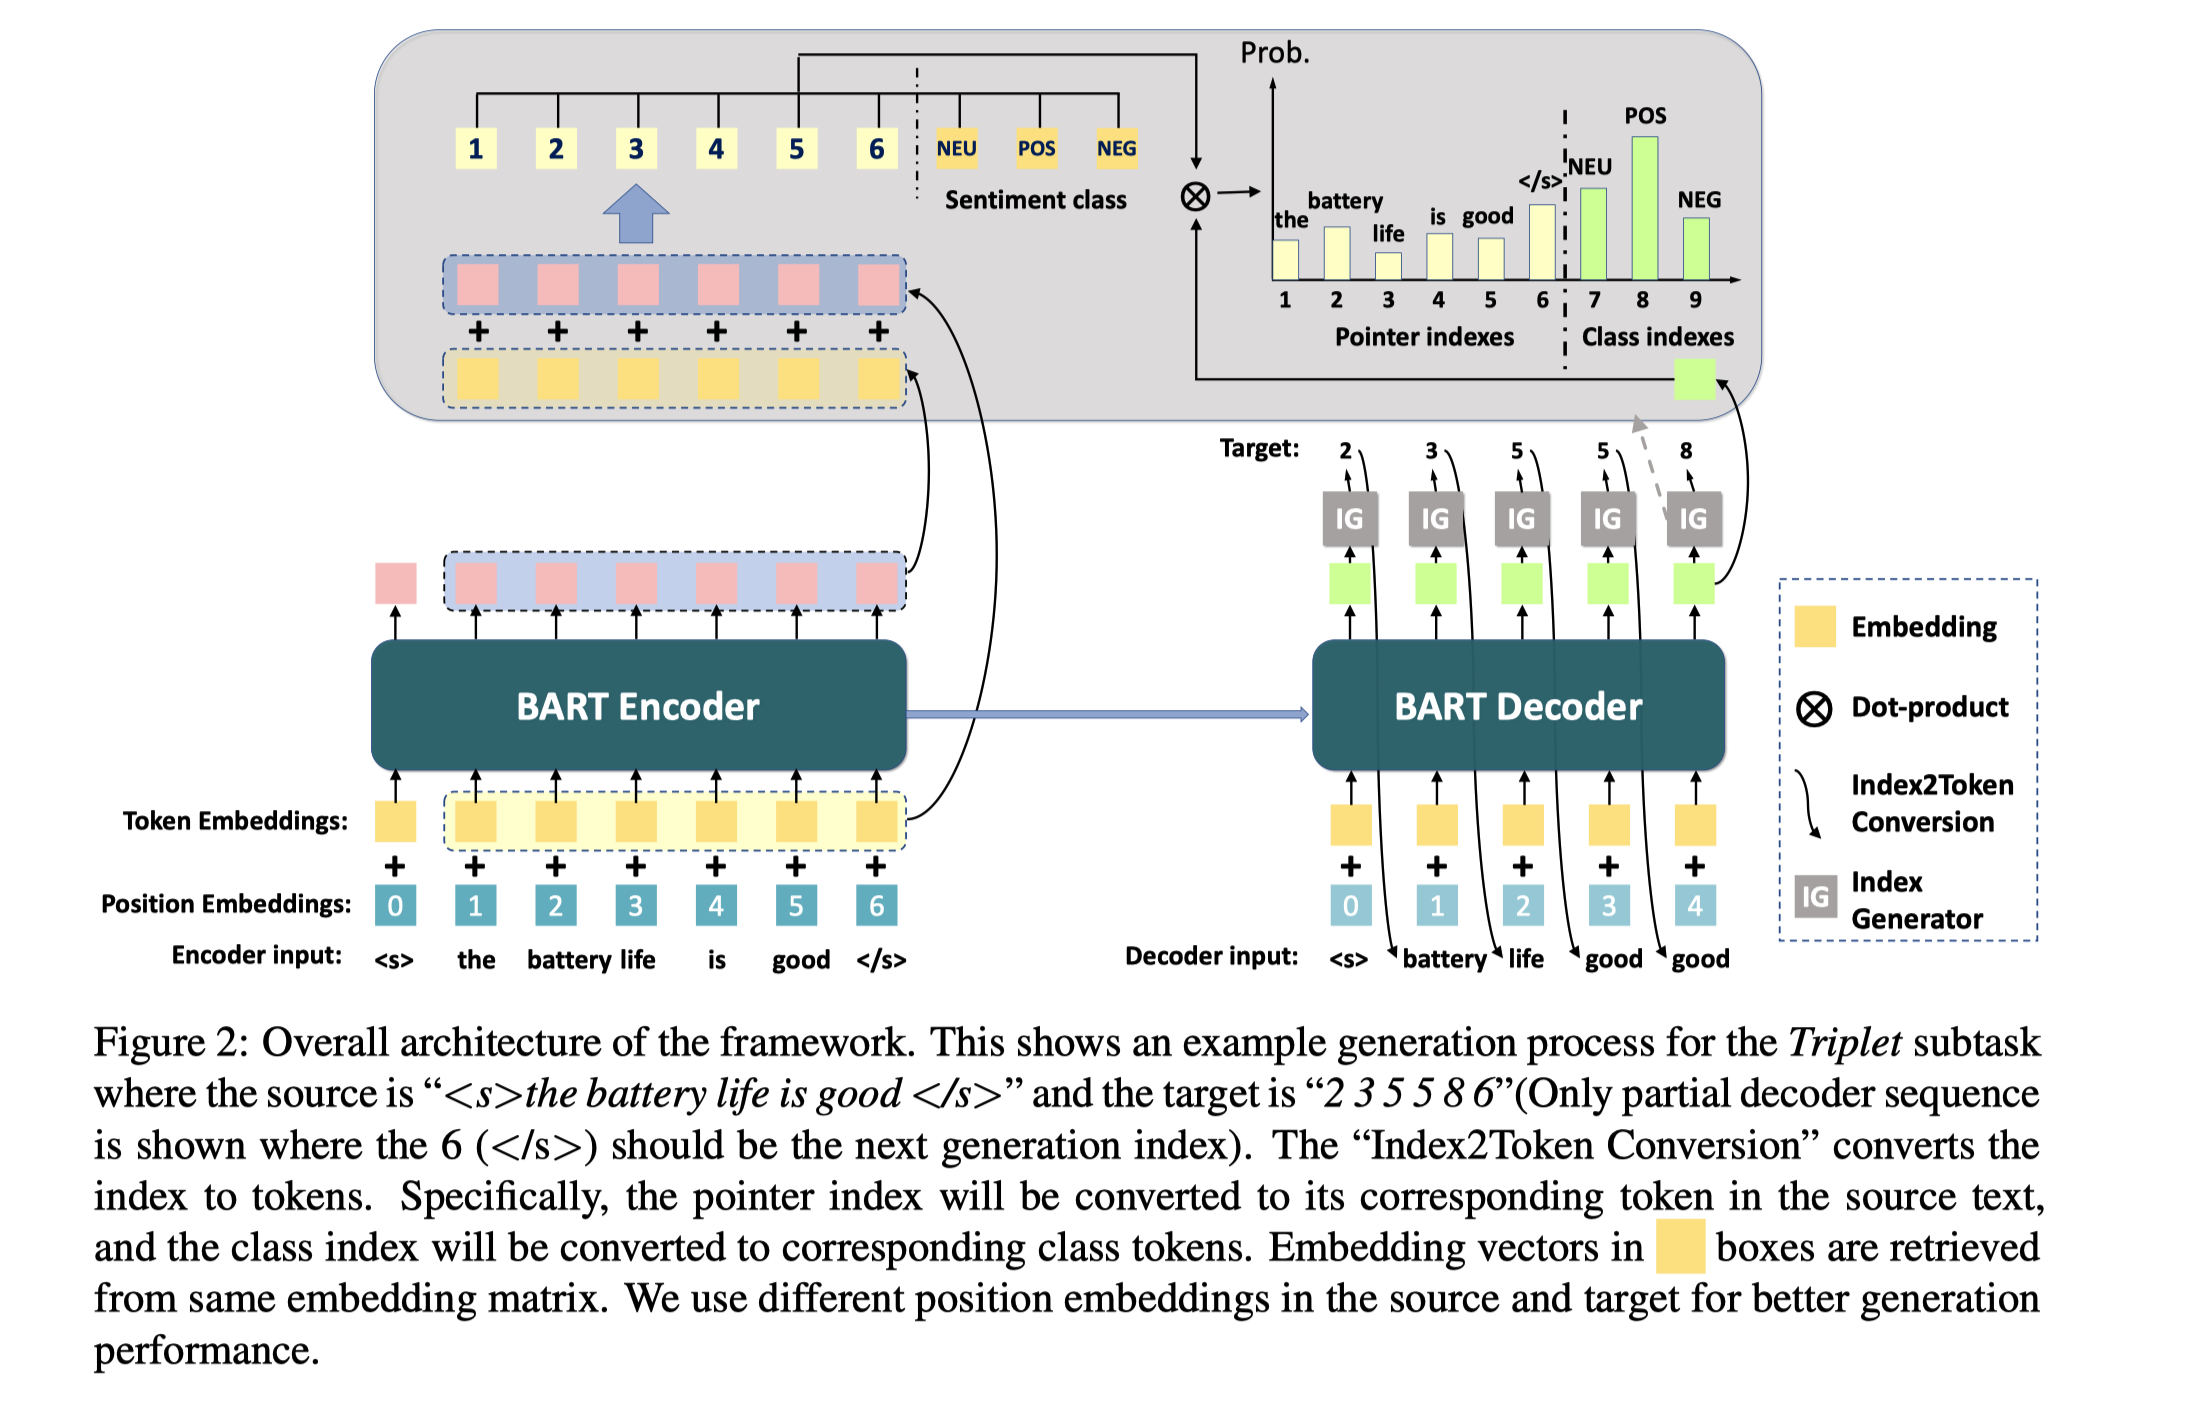 Prob.
1 2 3 4 5 6 NEU POS NEG
Sentiment class
the battery life is good </s> NEU POS NEG
1 2 3 4 5 6 7 8 9
Pointer indexes Class indexes
Target: 2 3 5 5 8
IG IG IG IG IG
BART Encoder
BART Decoder
Token Embeddings:
+ + + + + +
+ + + + + + +
+ + + + +
Position Embeddings: 0 1 2 3 4 5 6
0 1 2 3 4
Encoder input: <s> the battery life is good </s>
Decoder input: <s> battery life good good
Embedding
Dot-product
Index2Token
Conversion
IG Index
Generator
Figure 2: Overall architecture of the framework. This shows an example generation process for the Triplet subtask
where the source is “<s>the battery life is good </s>” and the target is “2 3 5 5 8 6”(Only partial decoder sequence
is shown where the 6 (</s>) should be the next generation index). The “Index2Token Conversion” converts the
index to tokens. Specifically, the pointer index will be converted to its corresponding token in the source text,
and the class index will be converted to corresponding class tokens. Embedding vectors in boxes are retrieved
from same embedding matrix. We use different position embeddings in the source and target for better generation
performance.